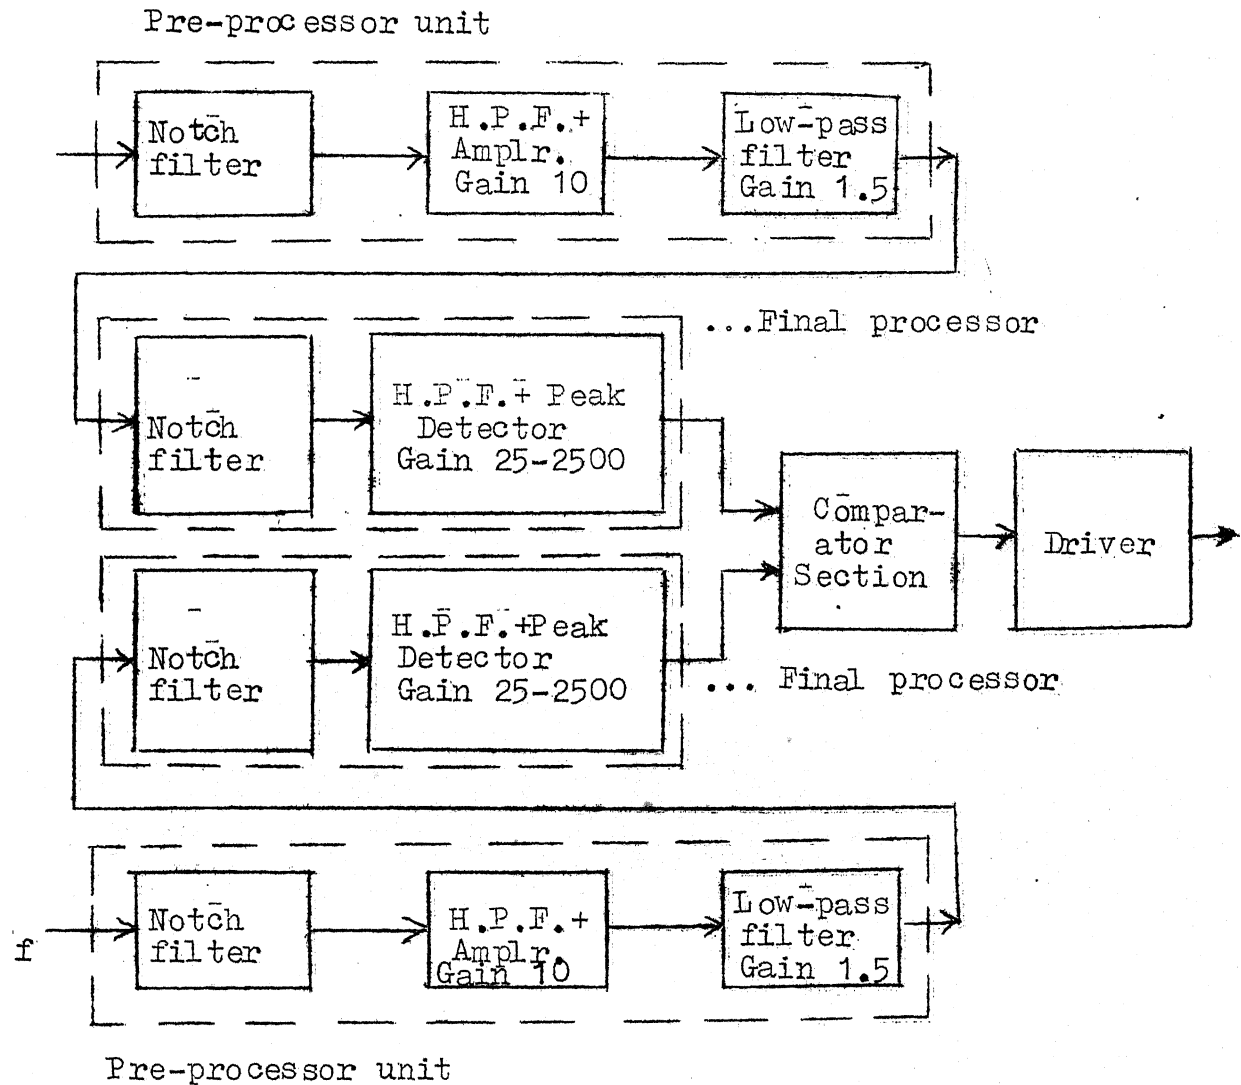 Pre-processor unit
Notch
filter
H.P.F.+
Amplr.
Gain 10
Low-pass
filter
Gain 1.5
...Final processor
Notch
filter
H.P.F.+ Peak
Detector
Gain 25-2500
Compar-
ator
Section
Driver
Notch
filter
H.P.F.+Peak
Detector
Gain 25-2500
... Final processor
f
Notch
filter
H.P.F.+
Amplr.
Gain 10
Low-pass
filter
Gain 1.5
Pre-processor unit